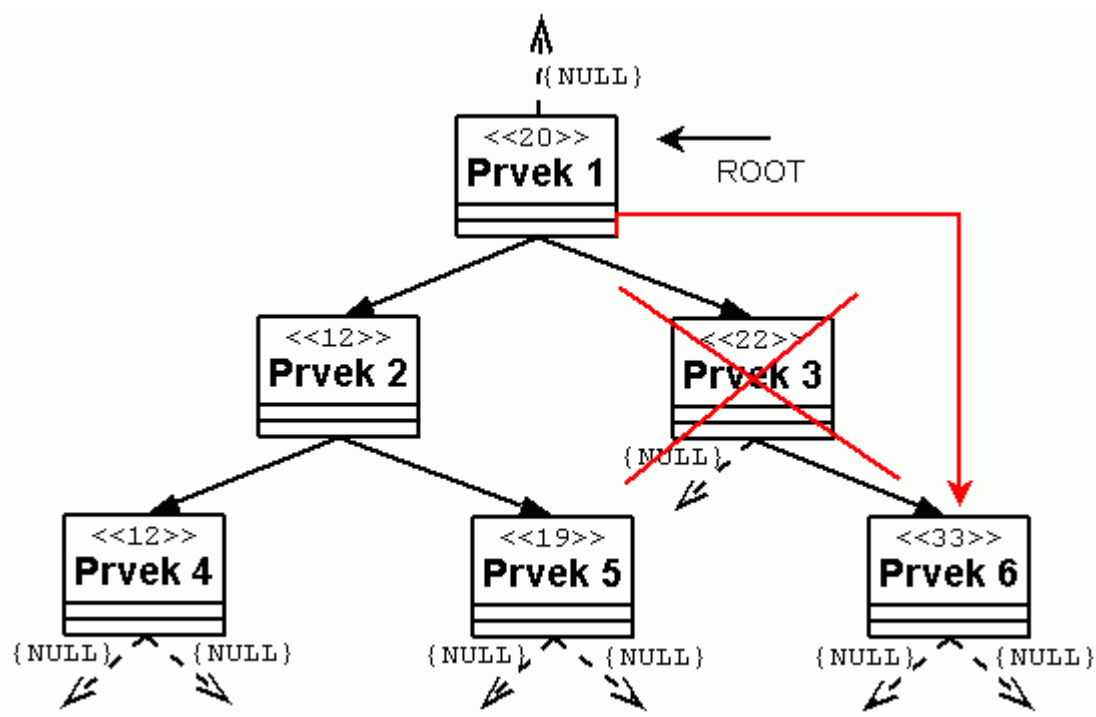 {NULL}
<<20>>
Prvek 1
ROOT
<<12>>
Prvek 2
<<22>>
Prvek 3
{NULL}
<<12>>
Prvek 4
<<19>>
Prvek 5
<<33>>
Prvek 6
{NULL} {NULL} {NULL} {NULL} {NULL} {NULL}